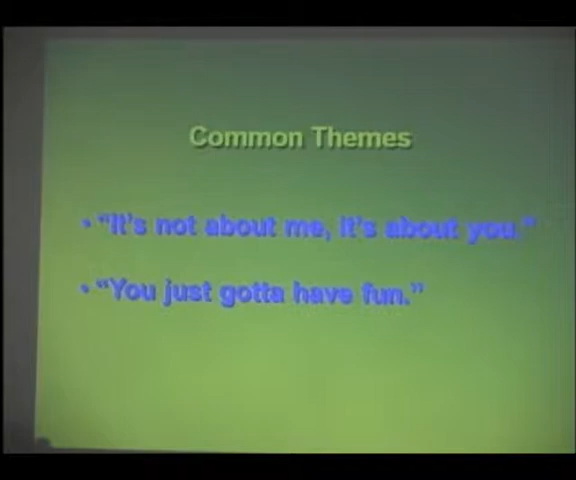 Common Themes
• “It's not about me, it's about you.”
• “You just gotta have fun.”